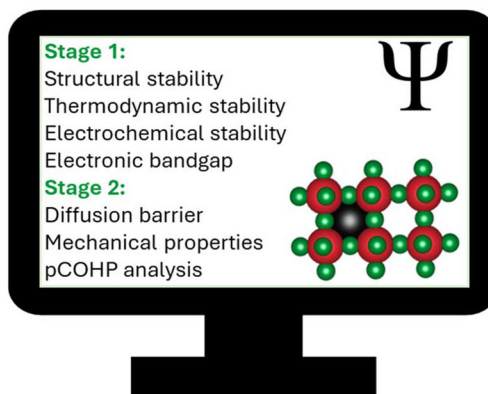 Stage 1:
Structural stability
Thermodynamic stability
Electrochemical stability
Electronic bandgap
Stage 2:
Diffusion barrier
Mechanical properties
pCOHP analysis
Ψ